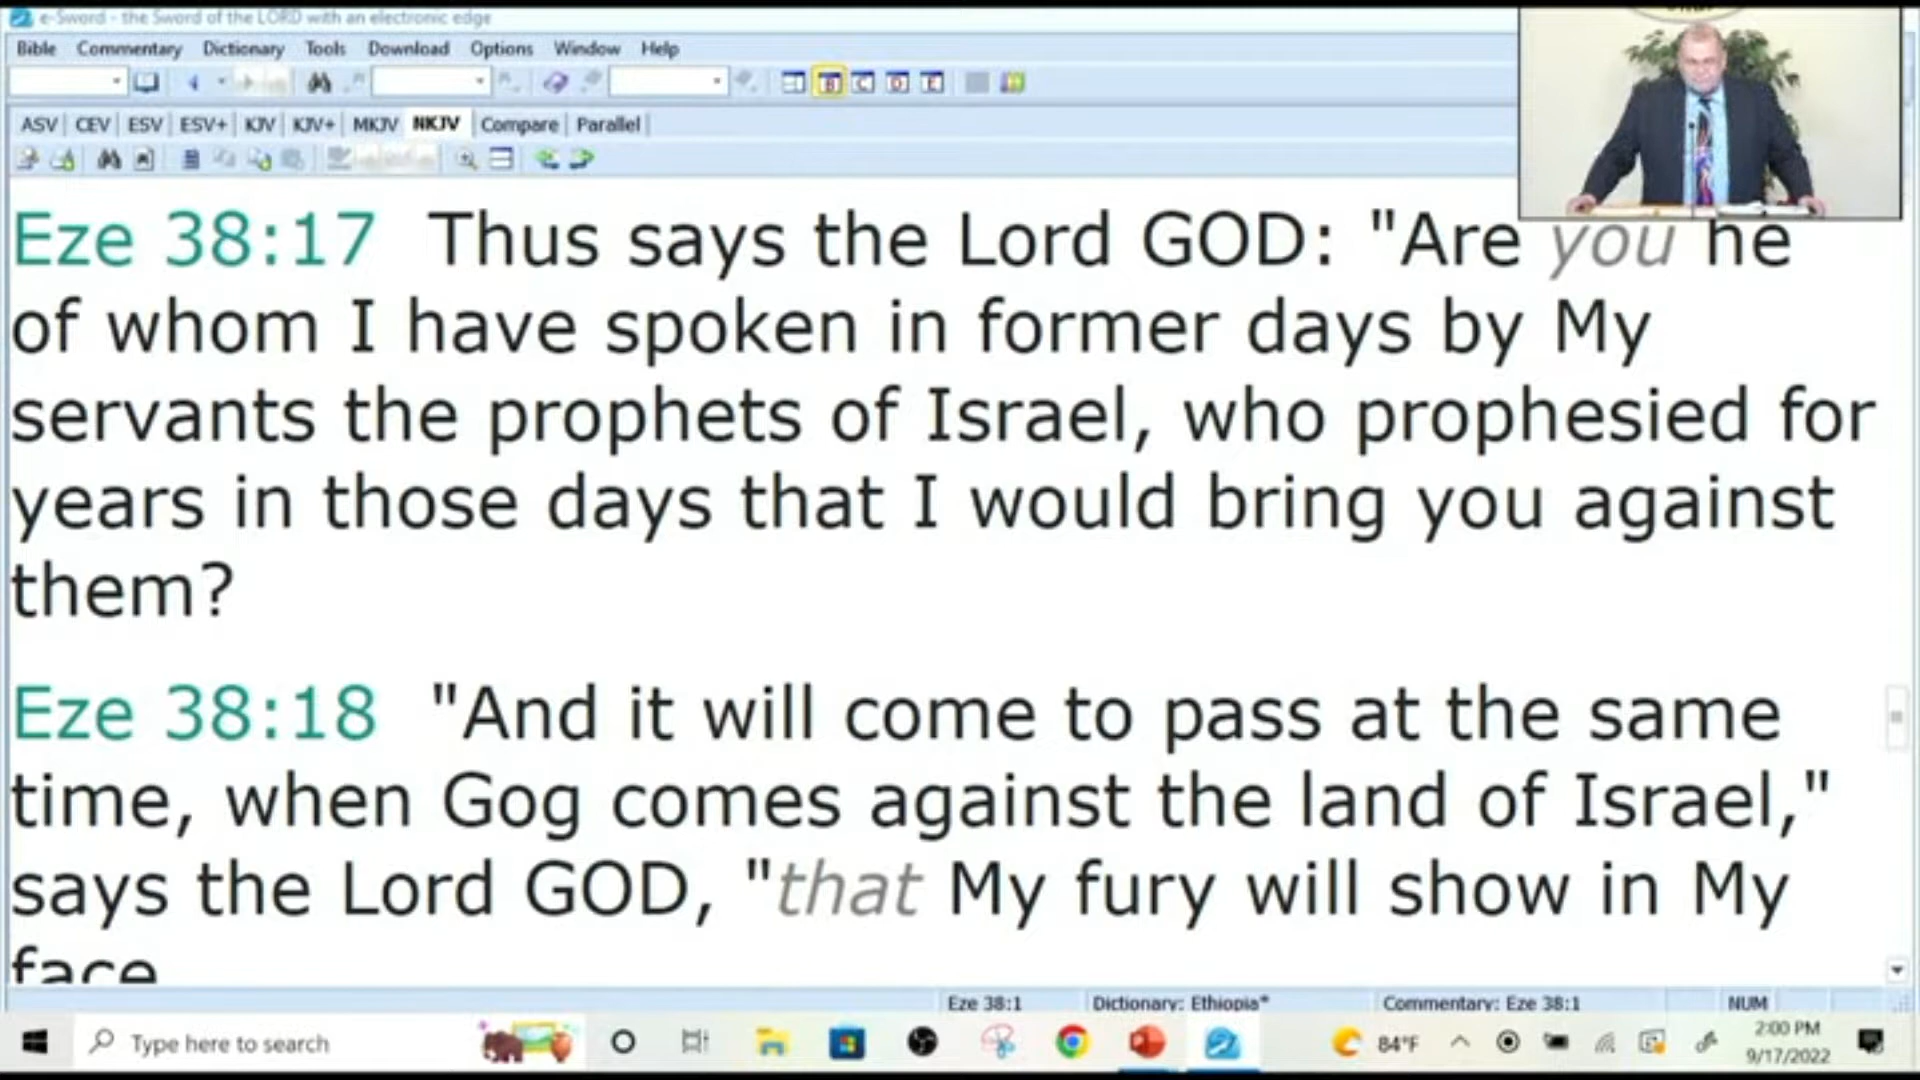 e-Sword - the Sword of the LORD with an electronic edge
Bible Commentary Dictionary Tools Download Options Window Help
ASV CEV ESV ESV+ KJV KJV+ MKJV NKJV Compare Parallel
Eze 38:17 Thus says the Lord GOD: "Are you he
of whom I have spoken in former days by My
servants the prophets of Israel, who prophesied for
years in those days that I would bring you against
them?
Eze 38:18 "And it will come to pass at the same
time, when Gog comes against the land of Israel,"
says the Lord GOD, "that My fury will show in My
face.
Eze 38:1 Dictionary: Ethiopia* Commentary: Eze 38:1 NUM
Type here to search 84°F 2:00 PM
9/17/2022